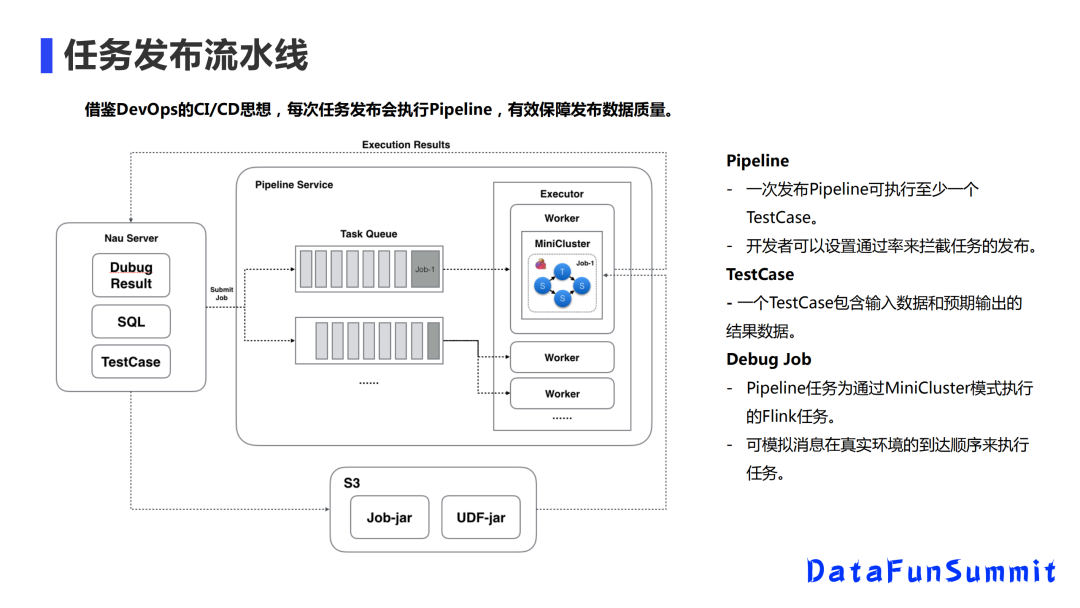 任务发布流水线
借鉴DevOps的CI/CD思想，每次任务发布会执行Pipeline，有效保障发布数据质量。
Execution Results
Pipeline Service
Nau Server
Dubug
Result
SQL
TestCase
Submit
Job
Task Queue
Job-1
......
Executor
Worker
MiniCluster
Job-1
T
S
S
S
Worker
Worker
......
S3
Job-jar
UDF-jar
Pipeline
- 一次发布Pipeline可执行至少一个
TestCase。
- 开发者可以设置通过率来拦截任务的发布。
TestCase
- 一个TestCase包含输入数据和预期输出的
结果数据。
Debug Job
- Pipeline任务为通过MiniCluster模式执行
的Flink任务。
- 可模拟消息在真实环境的到达顺序来执行
任务。
DataFunSummit